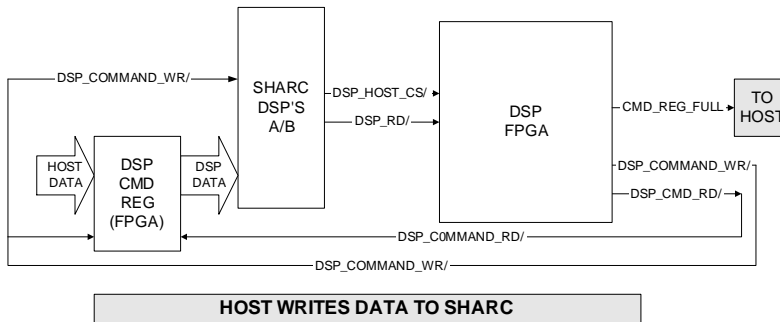 DSP_COMMAND_WR/
SHARC
DSP'S
A/B
DSP_HOST_CS/
DSP_RD/
DSP
FPGA
CMD_REG_FULL
TO
HOST
HOST
DATA
DSP
CMD
REG
(FPGA)
DSP
DATA
DSP_COMMAND_WR/
DSP_CMD_RD/
DSP_C0MMAND_RD/
DSP_COMMAND_WR/
HOST WRITES DATA TO SHARC